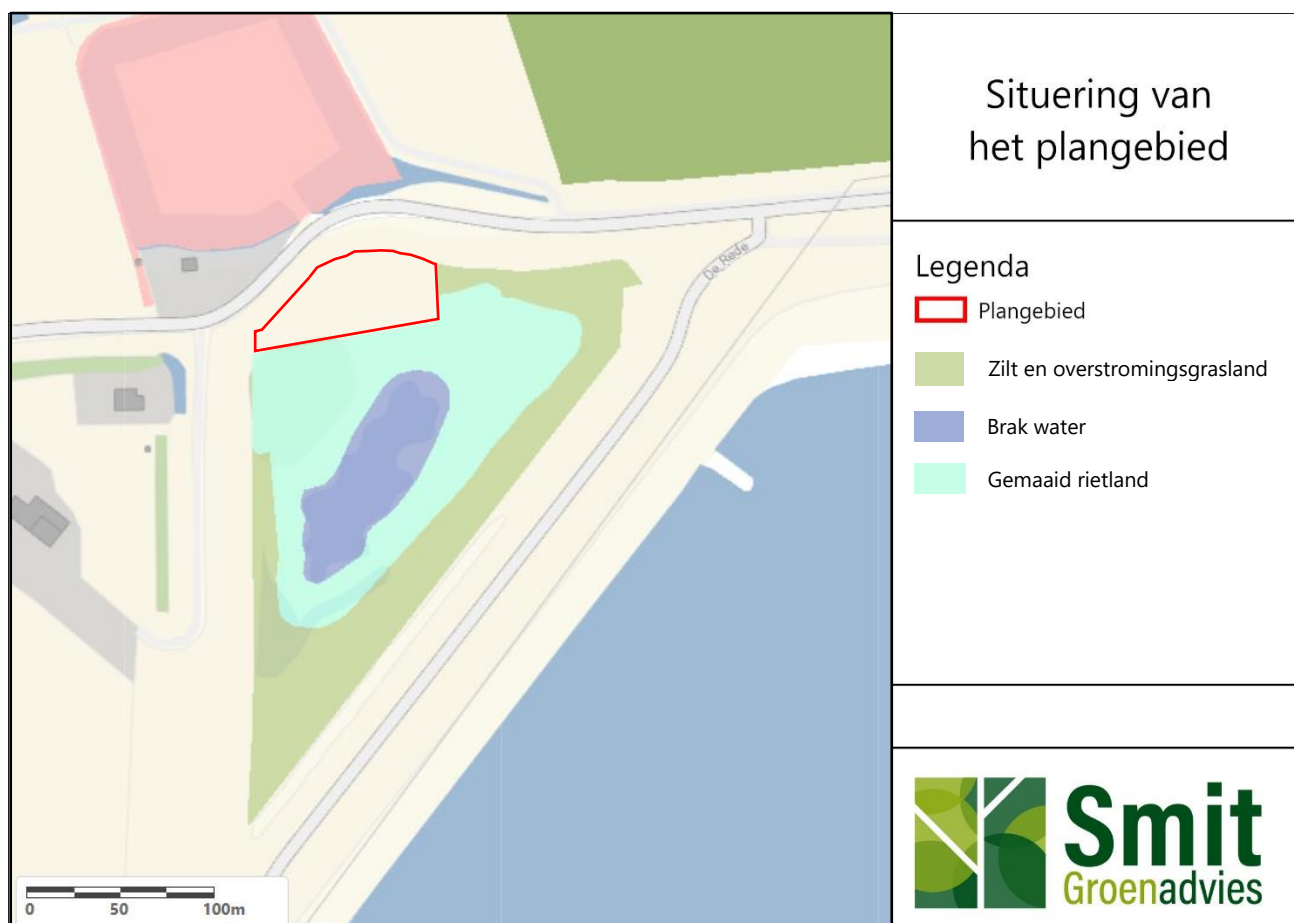 Situering van
het plangebied
Legenda
Plangebied
Zilt en overstromingsgrasland
Brak water
Gemaaid rietland
De Rede
0 50 100m
Smit
Groenadvies